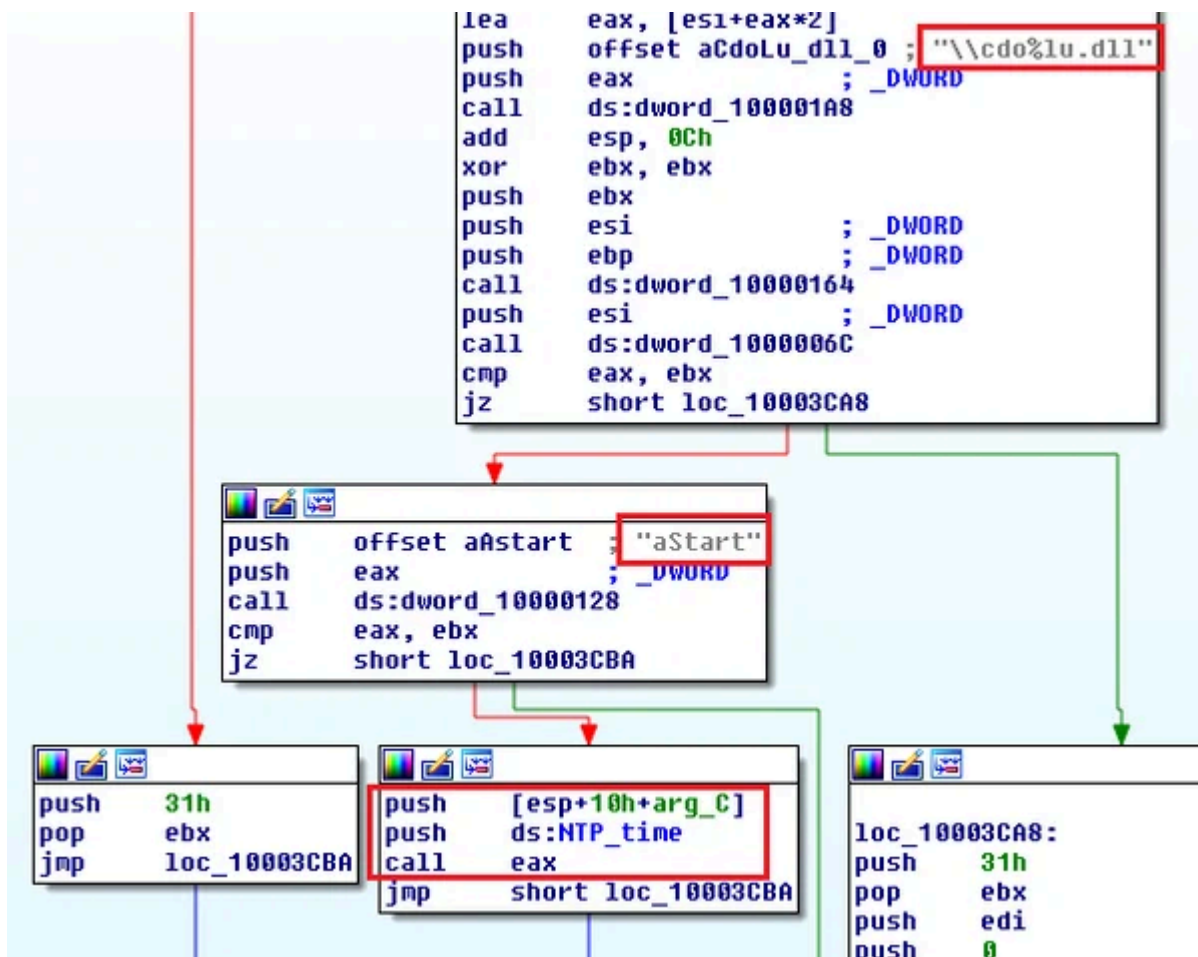 lea eax, [esi+eax*2]
push offset aCdoLu_dll_0 ; "\\cdo%lu.dll"
push eax ; _DWORD
call ds:dword_100001A8
add esp, 0Ch
xor ebx, ebx
push ebx
push esi ; _DWORD
push ebp ; _DWORD
call ds:dword_10000164
push esi ; _DWORD
call ds:dword_1000006C
cmp eax, ebx
jz short loc_10003CA8
push offset aAstart ; "aStart"
push eax ; _DWORD
call ds:dword_10000128
cmp eax, ebx
jz short loc_10003CBA
push 31h
pop ebx
jmp loc_10003CBA
push [esp+10h+arg_C]
push ds:NTP_time
call eax
jmp short loc_10003CBA
loc_10003CA8:
push 31h
pop ebx
push edi
push 0